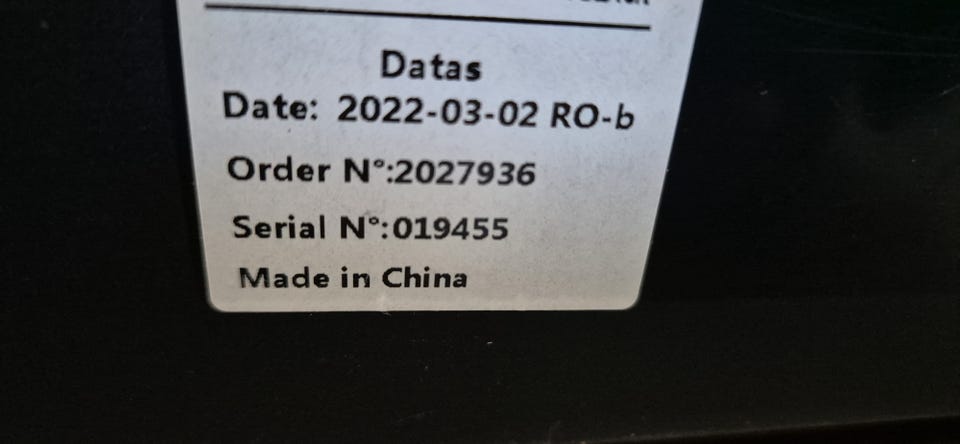 Datas
Date: 2022-03-02 RO-b
Order N°:2027936
Serial N°:019455
Made in China